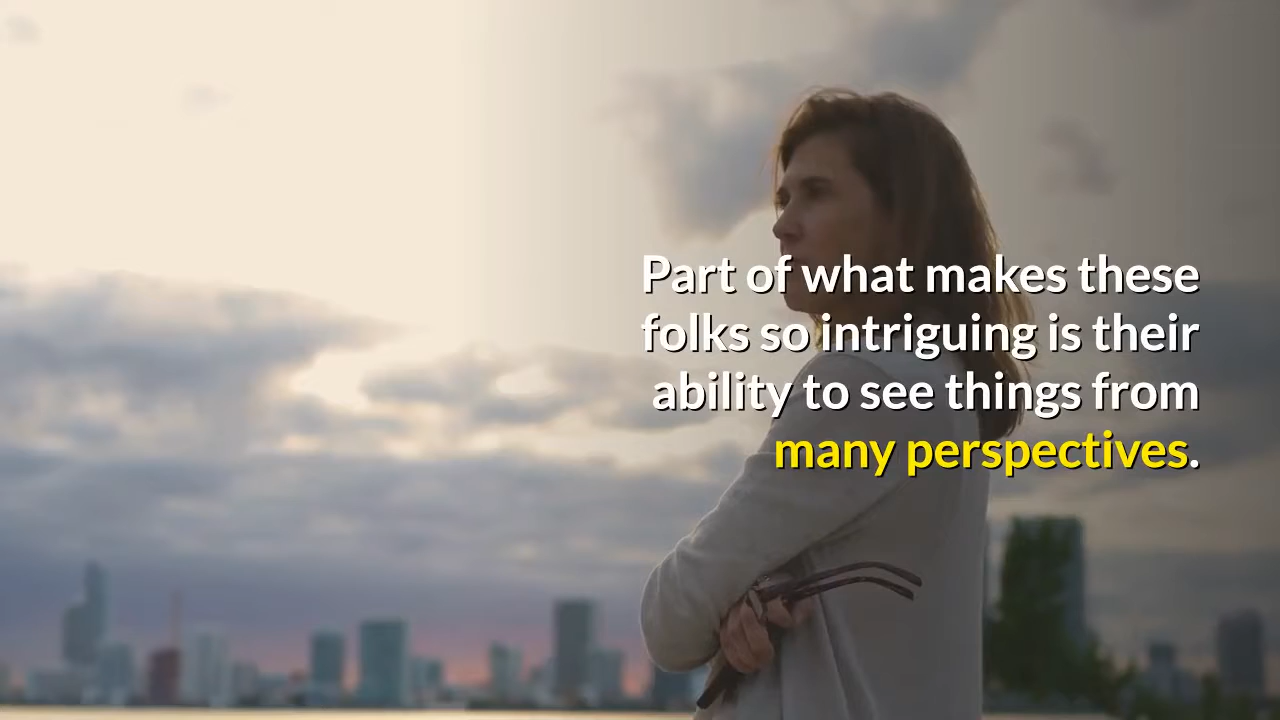 Part of what makes these
folks so intriguing is their
ability to see things from
many perspectives.